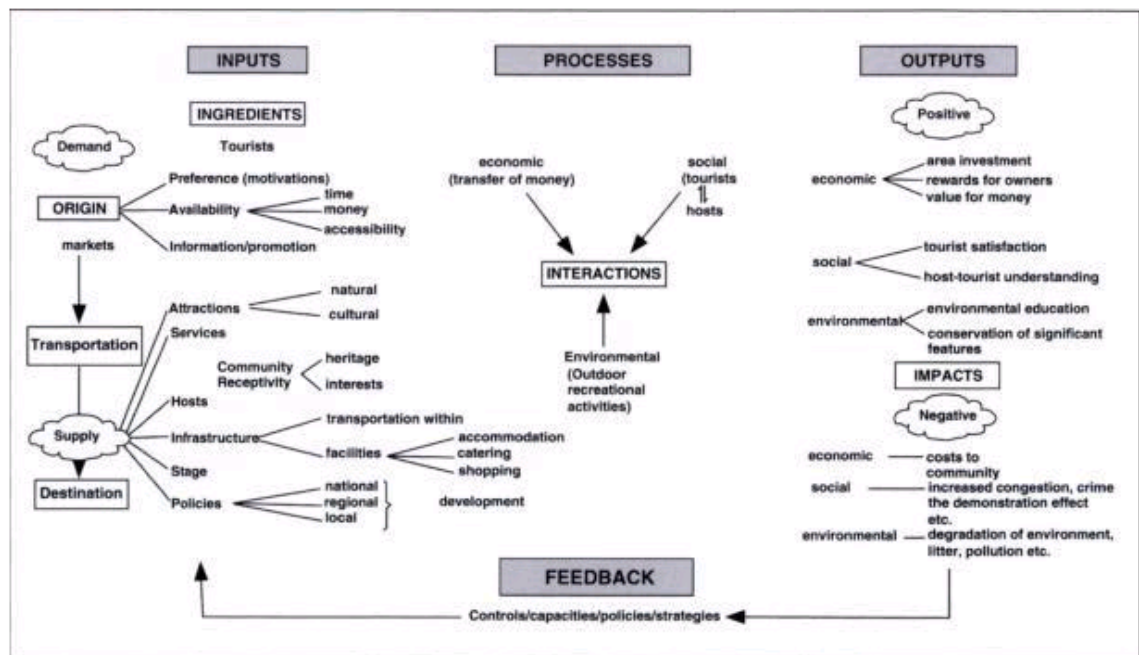 INPUTS
PROCESSES
OUTPUTS
INGREDIENTS
Tourists
Demand
Preference (motivations)
ORIGIN
Availability
time
money
accessibility
markets
Information/promotion
Attractions
natural
cultural
Services
Transportation
Community
Receptivity
heritage
interests
Hosts
Supply
Infrastructure
transportation within
facilities
accommodation
catering
shopping
Stage
Destination
Policies
national
regional
local
development
economic
(transfer of money)
social
(tourists
hosts
INTERACTIONS
Environmental
(Outdoor
recreational
activities)
Positive
economic
area investment
rewards for owners
value for money
social
tourist satisfaction
host-tourist understanding
environmental
environmental education
conservation of significant
features
IMPACTS
Negative
economic
costs to
community
social
increased congestion, crime
the demonstration effect
etc.
environmental
degradation of environment,
litter, pollution etc.
FEEDBACK
Controls/capacities/policies/strategies